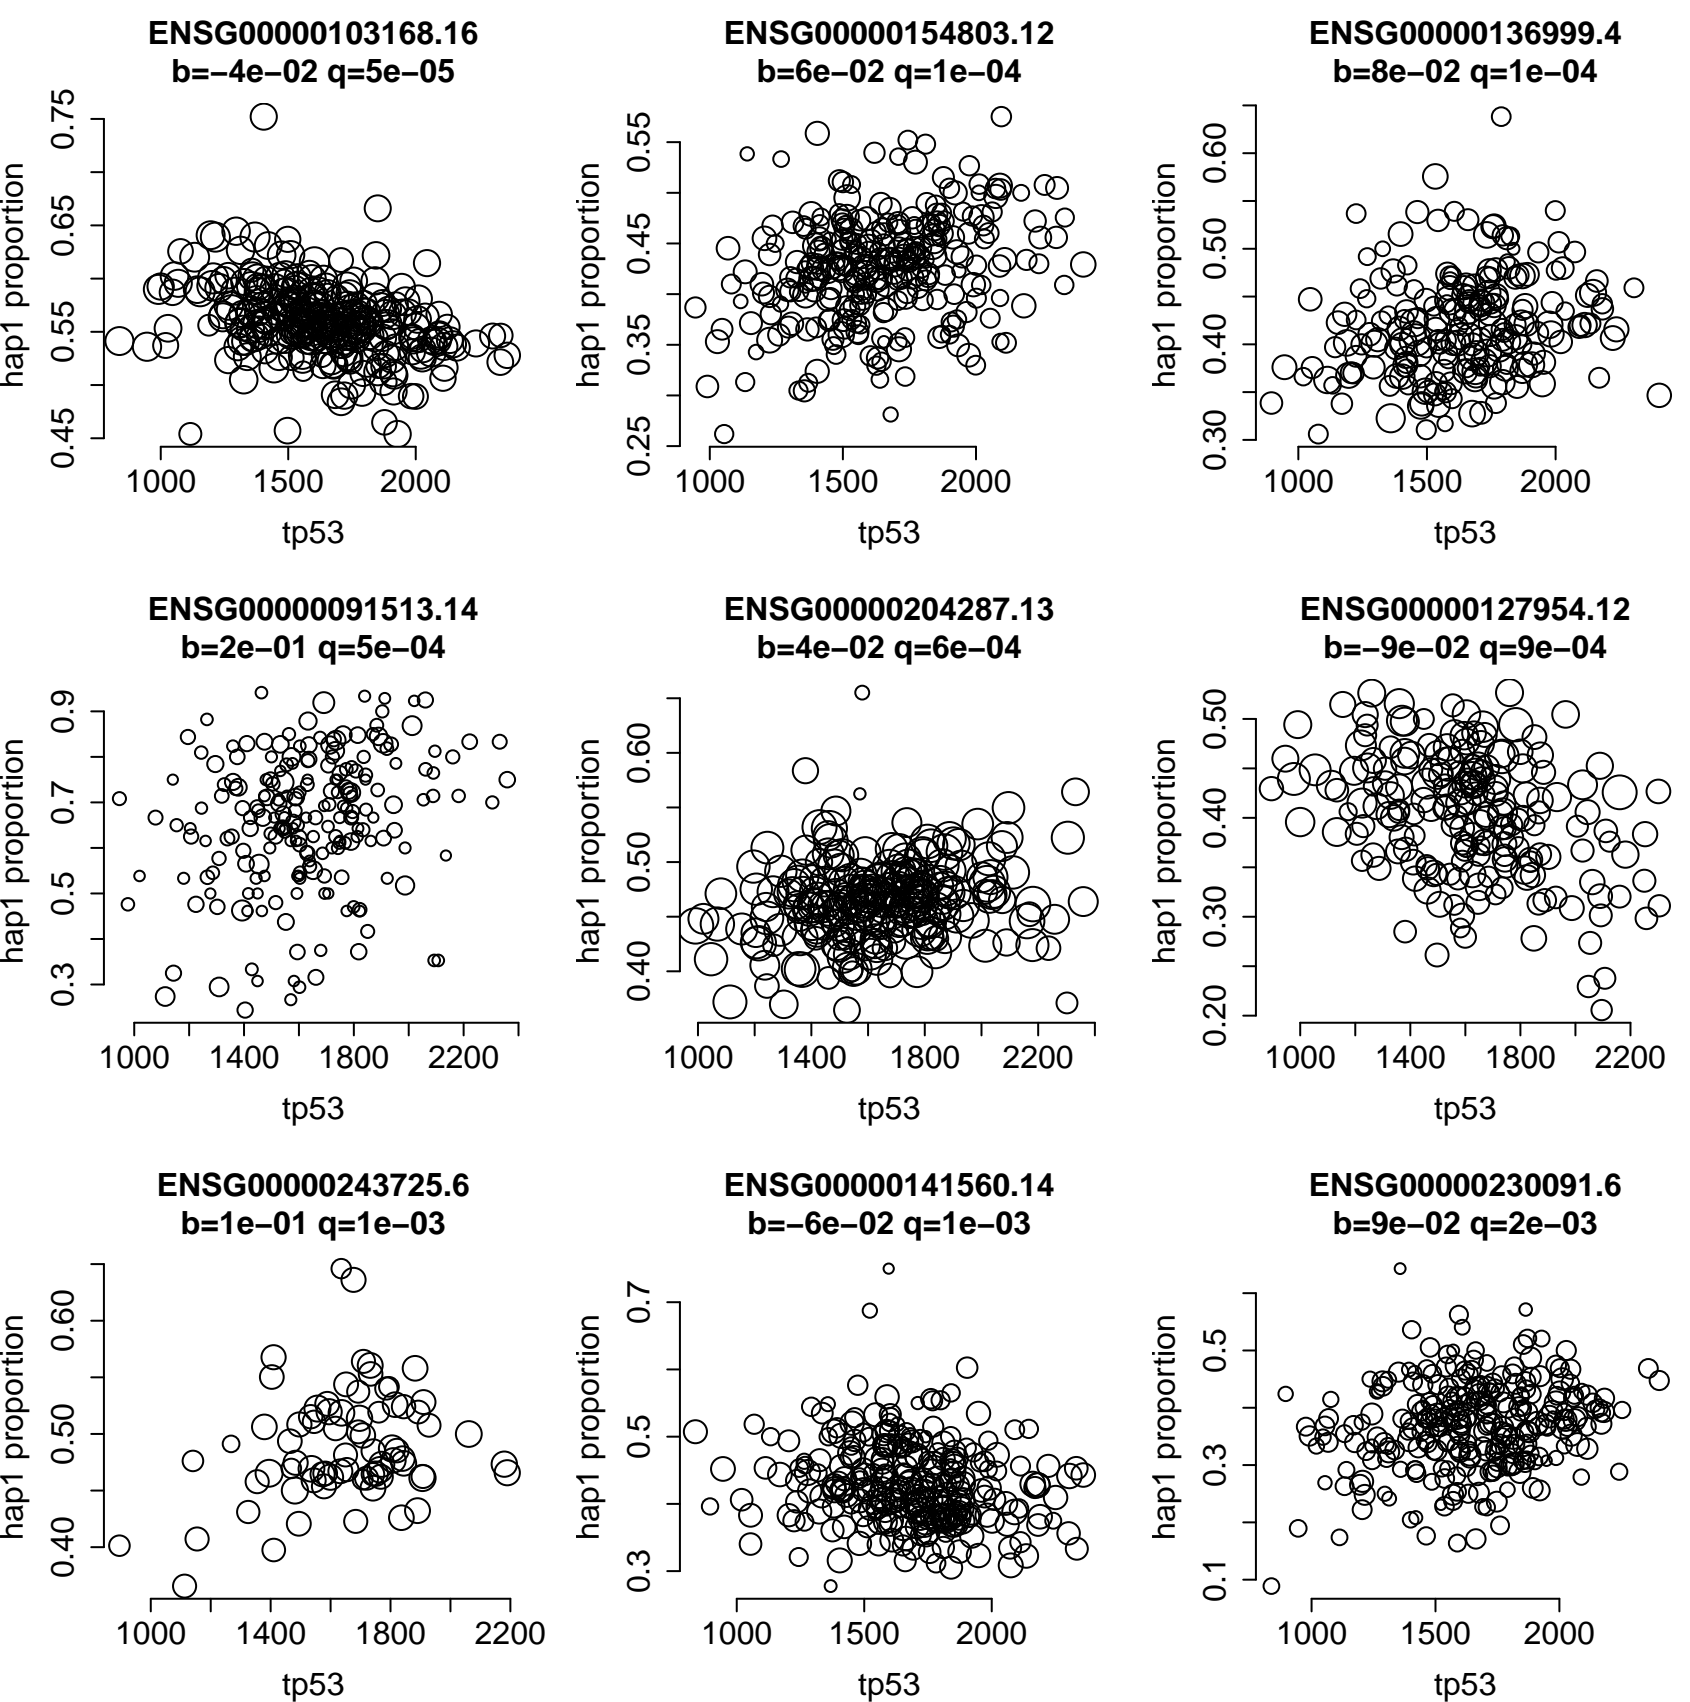 ENSG00000103168.16
b=−4e−02 q=5e−05
hap1 proportion
0.75
0.65
0.55
0.45
1000 1500 2000
tp53
ENSG00000154803.12
b=6e−02 q=1e−04
hap1 proportion
0.55
0.45
0.35
0.25
1000 1500 2000
tp53
ENSG00000136999.4
b=8e−02 q=1e−04
hap1 proportion
0.60
0.50
0.40
0.30
1000 1500 2000
tp53
ENSG00000091513.14
b=2e−01 q=5e−04
hap1 proportion
0.9
0.7
0.5
0.3
1000 1400 1800 2200
tp53
ENSG00000204287.13
b=4e−02 q=6e−04
hap1 proportion
0.60
0.50
0.40
1000 1400 1800 2200
tp53
ENSG00000127954.12
b=−9e−02 q=9e−04
hap1 proportion
0.50
0.40
0.30
0.20
1000 1400 1800 2200
tp53
ENSG00000243725.6
b=1e−01 q=1e−03
hap1 proportion
0.60
0.50
0.40
1000 1400 1800 2200
tp53
ENSG00000141560.14
b=−6e−02 q=1e−03
hap1 proportion
0.7
0.5
0.3
1000 1500 2000
tp53
ENSG00000230091.6
b=9e−02 q=2e−03
hap1 proportion
0.5
0.3
0.1
1000 1500 2000
tp53